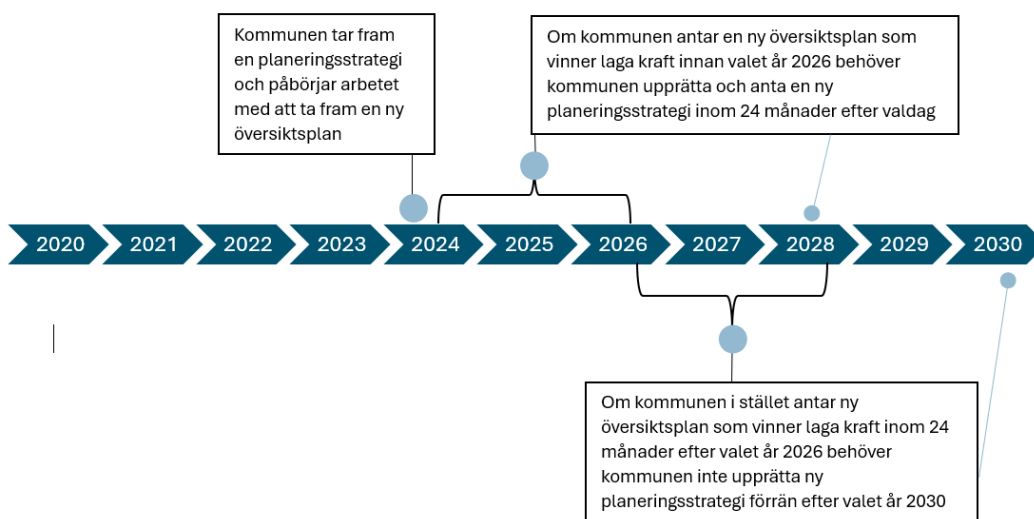 Kommunen tar fram
en planeringsstrategi
och påbörjar arbetet
med att ta fram en ny
översiktsplan
Om kommunen antar en ny översiktsplan som
vinner laga kraft innan valet år 2026 behöver
kommunen upprätta och anta en ny
planeringsstrategi inom 24 månader efter valdag
2020
2021
2022
2023
2024
2025
2026
2027
2028
2029
2030
Om kommunen i stället antar ny
översiktsplan som vinner laga kraft inom 24
månader efter valet år 2026 behöver
kommunen inte upprätta ny
planeringsstrategi förrän efter valet år 2030